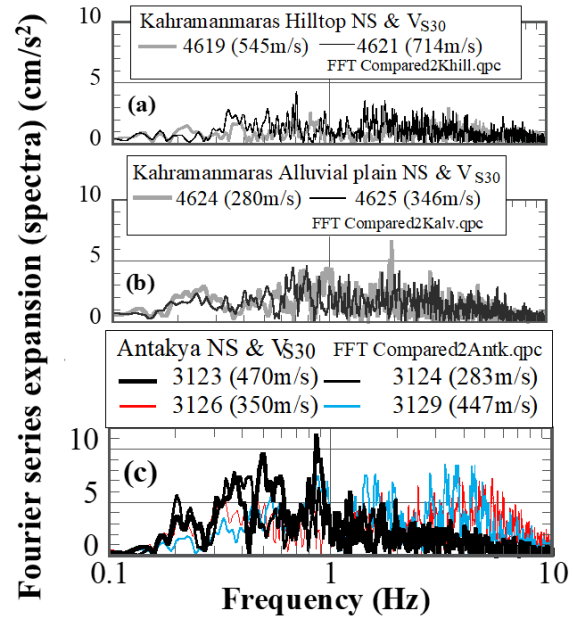 Fourier series expansion (spectra) (cm/s²)
10
Kahramanmaras Hilltop NS & VS30
4619 (545m/s) 4621 (714m/s)
FFT Compared2Khill.qpc
5
(a)
0
10
Kahramanmaras Alluvial plain NS & VS30
4624 (280m/s) 4625 (346m/s)
FFT Compared2Kalv.qpc
5
(b)
0
Antakya NS & VS30 FFT Compared2Antk.qpc
3123 (470m/s) 3124 (283m/s)
3126 (350m/s) 3129 (447m/s)
10
(c)
5
0
0.1 1 10
Frequency (Hz)